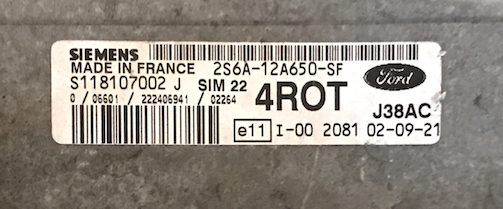 SIEMENS
MADE IN FRANCE 2S6A-12A650-SF
S118107002 J SIM 22
0 / 06601 / 222406941 / 02264
4ROT
Ford
J38AC
e11 I-00 2081 02-09-21